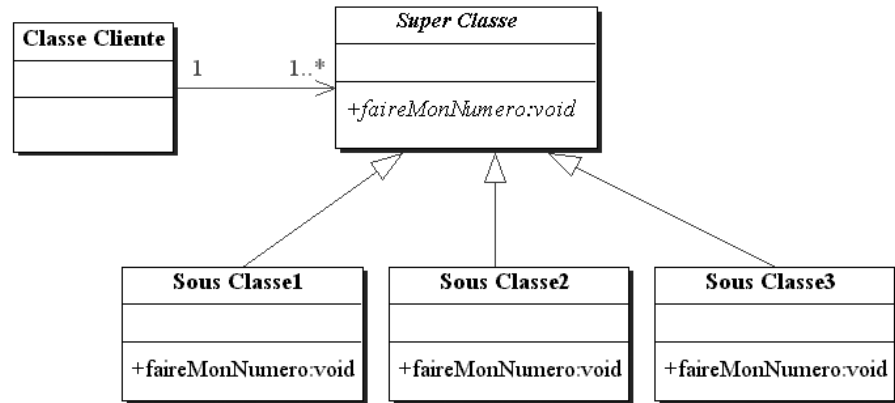 Super Classe
Classe Cliente
1
1..*
+faireMonNumero:void
Sous Classe1
Sous Classe2
Sous Classe3
+faireMonNumero:void
+faireMonNumero:void
+faireMonNumero:void